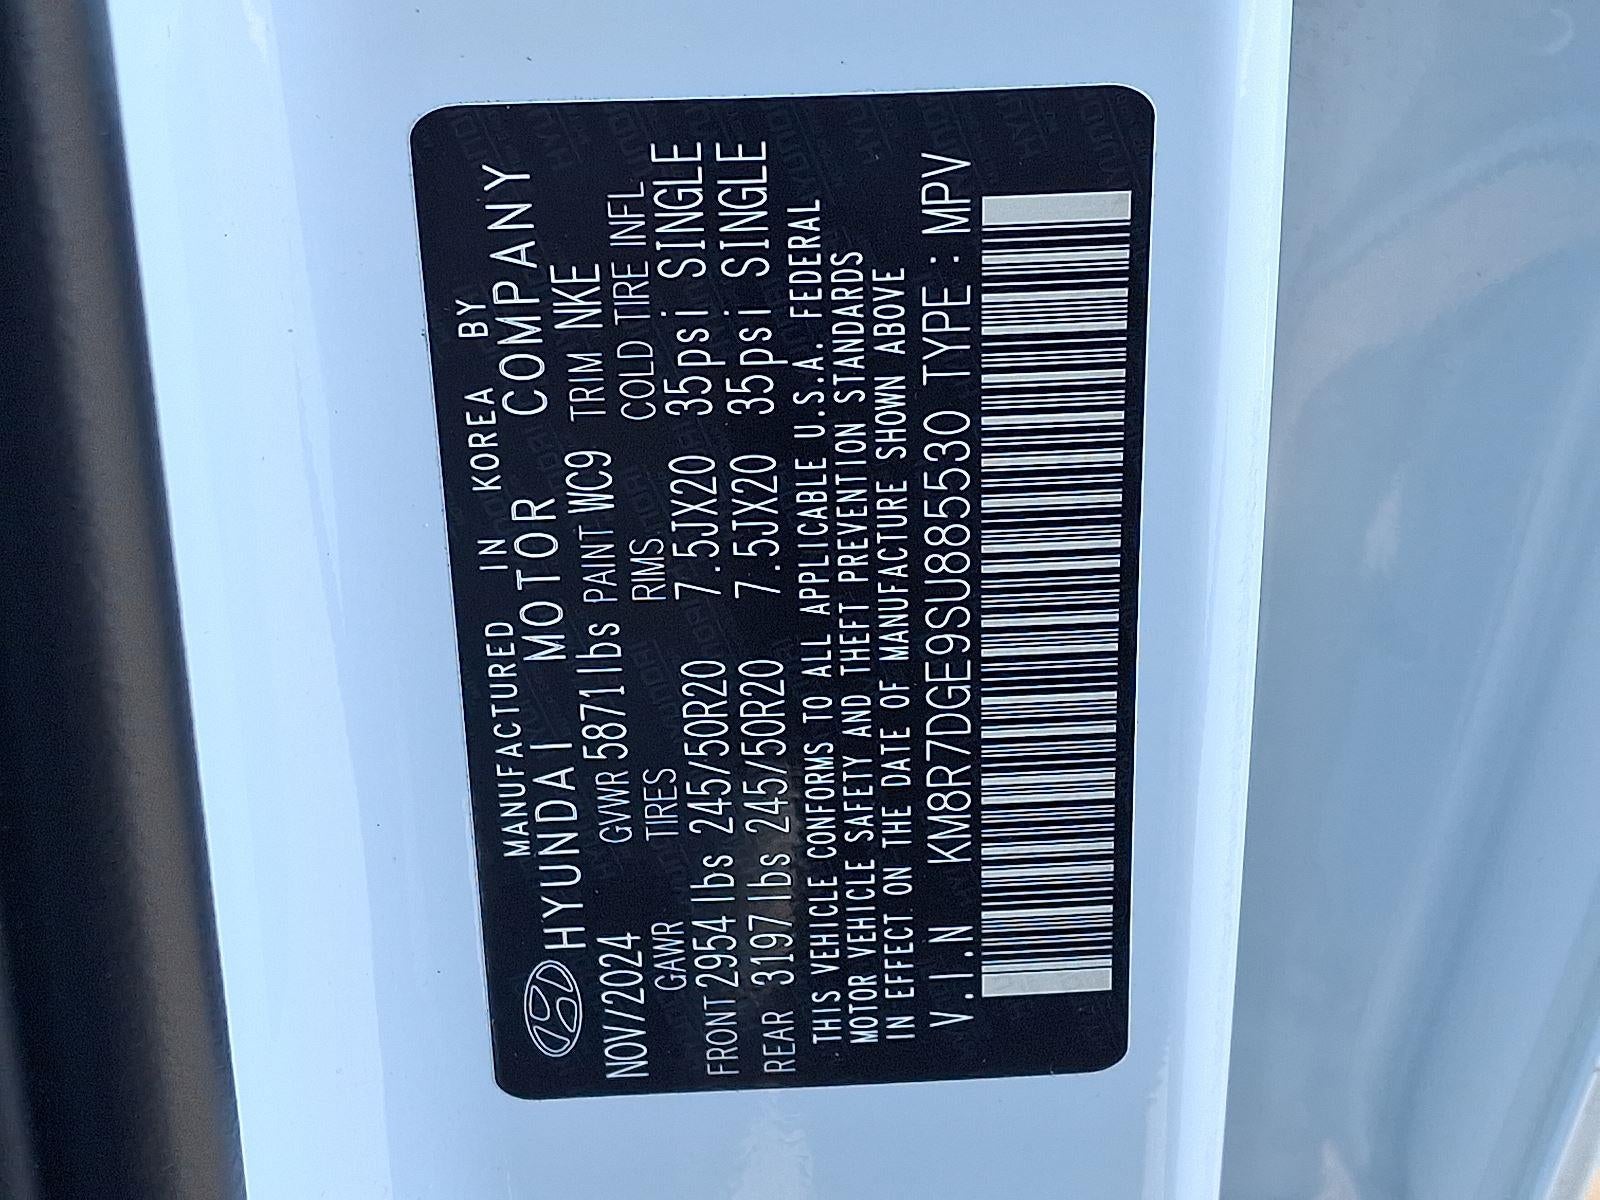 MANUFACTURED IN KOREA BY
HYUNDAI MOTOR COMPANY
NOV/2024 GVWR 5871lbs PAINT WC9 TRIM NKE
GAWR TIRES RIMS COLD TIRE INFL
FRONT 2954 lbs 245/50R20 7.5JX20 35psi SINGLE
REAR 3197 lbs 245/50R20 7.5JX20 35psi SINGLE
THIS VEHICLE CONFORMS TO ALL APPLICABLE U.S.A. FEDERAL
MOTOR VEHICLE SAFETY AND THEFT PREVENTION STANDARDS
IN EFFECT ON THE DATE OF MANUFACTURE SHOWN ABOVE
V.I.N KM8R7DGE9SU885530 TYPE : MPV